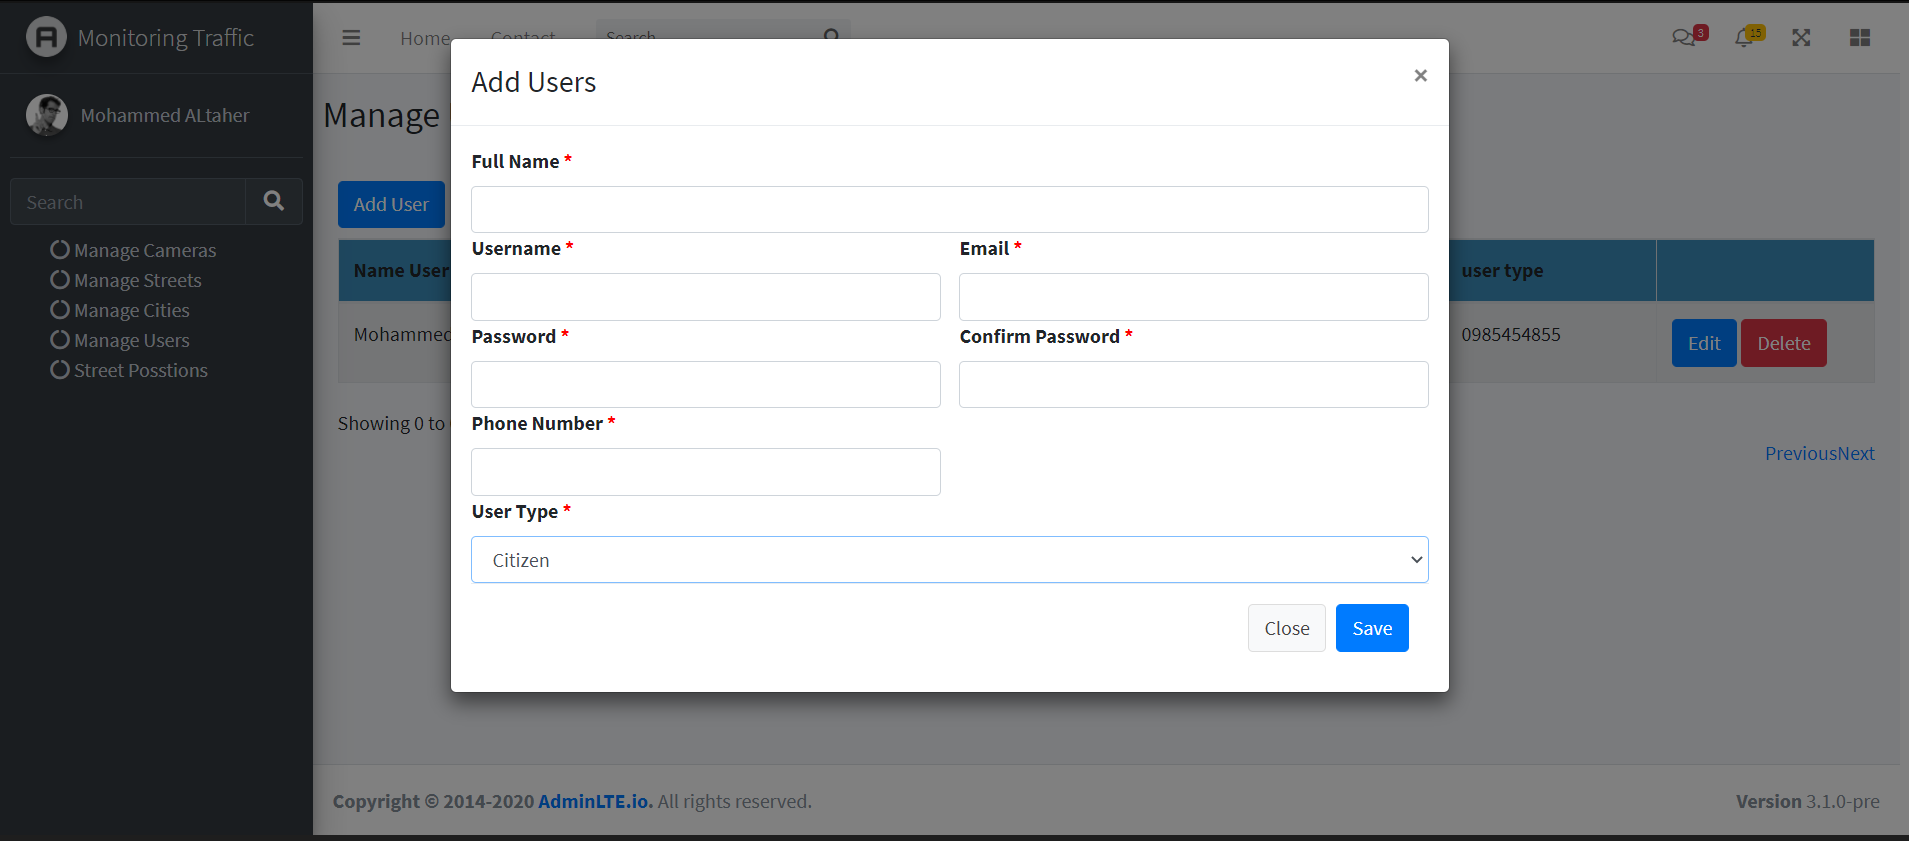 Monitoring Traffic
Home Contact Search 3 15
Mohammed ALtaher
Search
Manage Cameras
Manage Streets
Manage Cities
Manage Users
Street Posstions
Manage
Add User
Name User user type
Mohammed 0985454855 Edit Delete
Showing 0 to
PreviousNext
Add Users ×
Full Name *
Username * Email *
Password * Confirm Password *
Phone Number *
User Type *
Citizen
Close Save
Copyright © 2014-2020 AdminLTE.io. All rights reserved. Version 3.1.0-pre